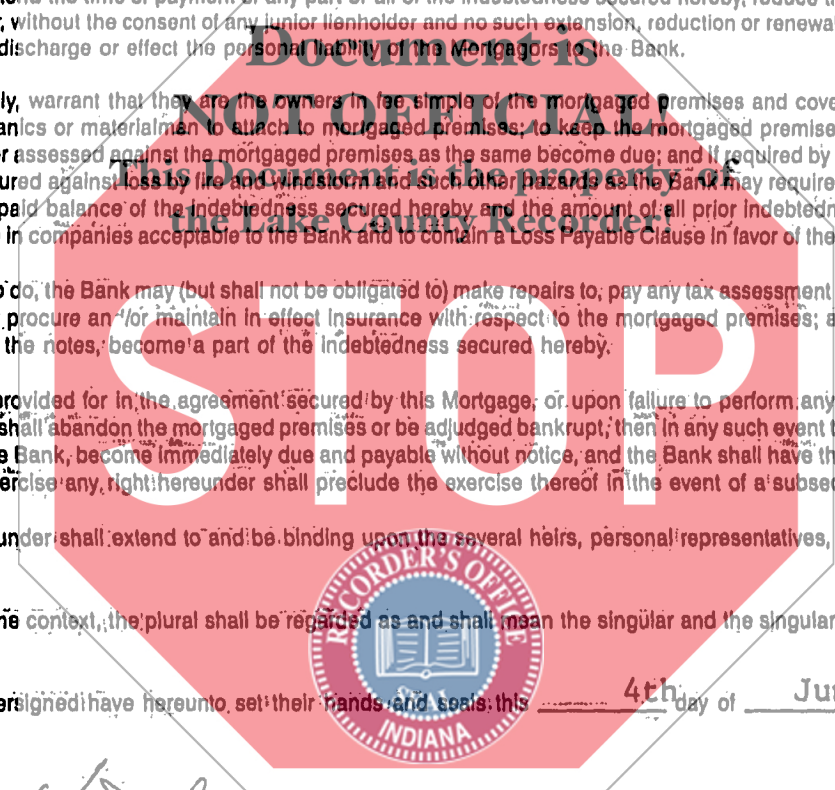 the time of payment of any part or all of the indebtedness secured hereby, reduce
, without the consent of any junior lienholder and no such extension, reduction or renewa
discharge or effect the personal liability of the Mortgagors to the Bank.
Document is
ly, warrant that they are the owners in fee simple of the mortgaged premises and cove
NOT OFFICIAL!
anics or materialman to attach to mortgaged premises; to keep the mortgaged premise
r assessed against the mortgaged premises as the same become due; and if required by
This Document is the property of
ured against loss by fire and windstorm and such other hazards as the Bank may require
paid balance of the indebtedness secured hereby and the amount of all prior indebtedn
the Lake County Recorder!
in companies acceptable to the Bank and to contain a Loss Payable Clause in favor of the
o do, the Bank may (but shall not be obligated to) make repairs to, pay any tax assessment
procure and/or maintain in effect insurance with respect to the mortgaged premises; a
the notes, become a part of the indebtedness secured hereby.
STOP
rovided for in the agreement secured by this Mortgage, or upon failure to perform any
shall abandon the mortgaged premises or be adjudged bankrupt, then in any such event t
e Bank, become immediately due and payable without notice, and the Bank shall have th
ercise any right hereunder shall preclude the exercise thereof in the event of a subsec
under shall extend to and be binding upon the several heirs, personal representatives,
RECORDER'S OFFICE
he context, the plural shall be regarded as and shall mean the singular and the singular
SEAL
ersigned have hereunto set their hands and seals this 4th day of Ju
INDIANA